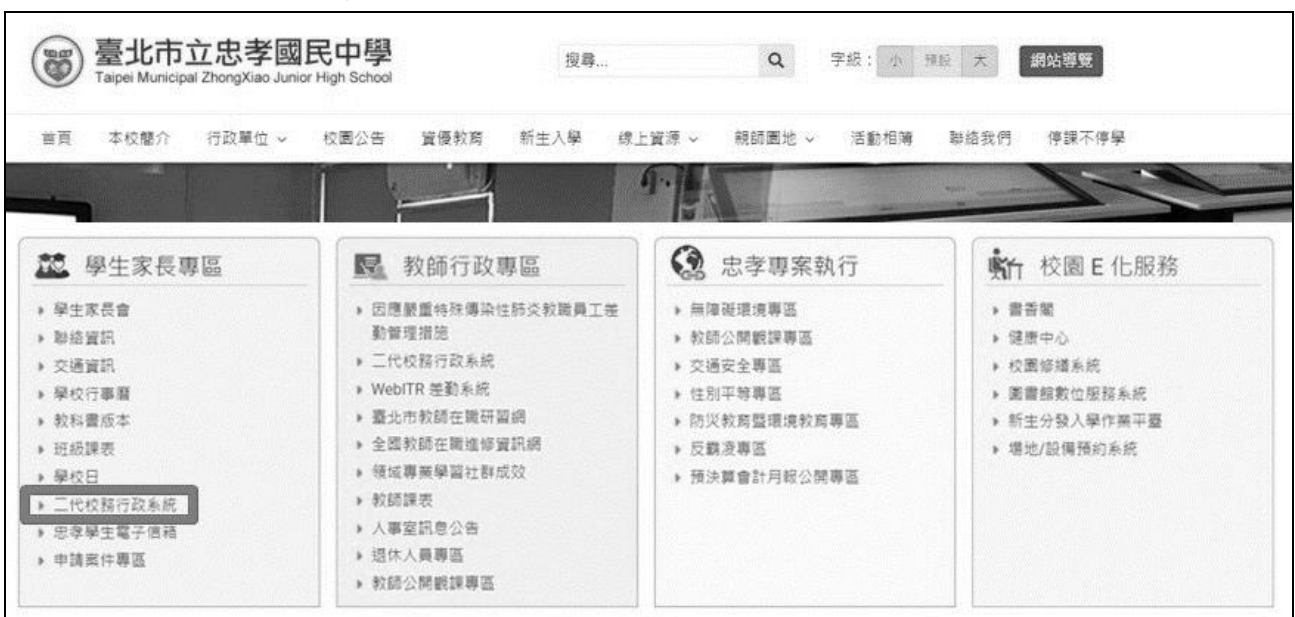 臺北市立忠孝國民中學
Taipei Municipal ZhongXiao Junior High School
搜尋...
字級： 小 預設 大
網站導覽
首頁 本校簡介 行政單位 校園公告 資優教育 新生入學 線上資源 親師園地 活動相簿 聯絡我們 停課不停學
學生家長專區
學生家長會
聯絡資訊
交通資訊
學校行事曆
教科書版本
班級課表
學校日
二代校務行政系統
忠孝學生電子信箱
申請案件專區
教師行政專區
因應嚴重特殊傳染性肺炎教職員工差
勤管理措施
二代校務行政系統
WebITR 差勤系統
臺北市教師在職研習網
全國教師在職進修資訊網
領域專業學習社群成效
教師課表
人事室訊息公告
退休人員專區
教師公開觀課專區
忠孝專案執行
無障礙環境專區
教師公開觀課專區
交通安全專區
性別平等專區
防災教育暨環境教育專區
反霸凌專區
預決算會計月報公開專區
校園 E 化服務
書香閣
健康中心
校園修繕系統
圖書館數位服務系統
新生分發入學作業平臺
場地/設備預約系統